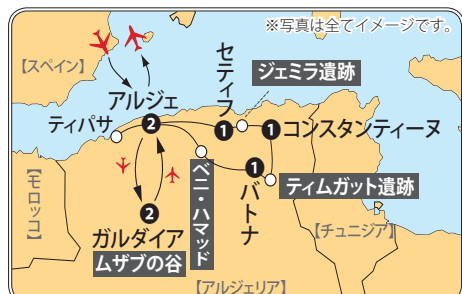 ※写真は全てイメージです。
【スペイン】
セティフ
ジェミラ遺跡
アルジェ
ティパサ
2
1
1
コンスタンティーヌ
1
バトナ
ティムガット遺跡
ベニ・ハマッド
【モロッコ】
2
ガルダイア
ムザブの谷
【チュニジア】
【アルジェリア】